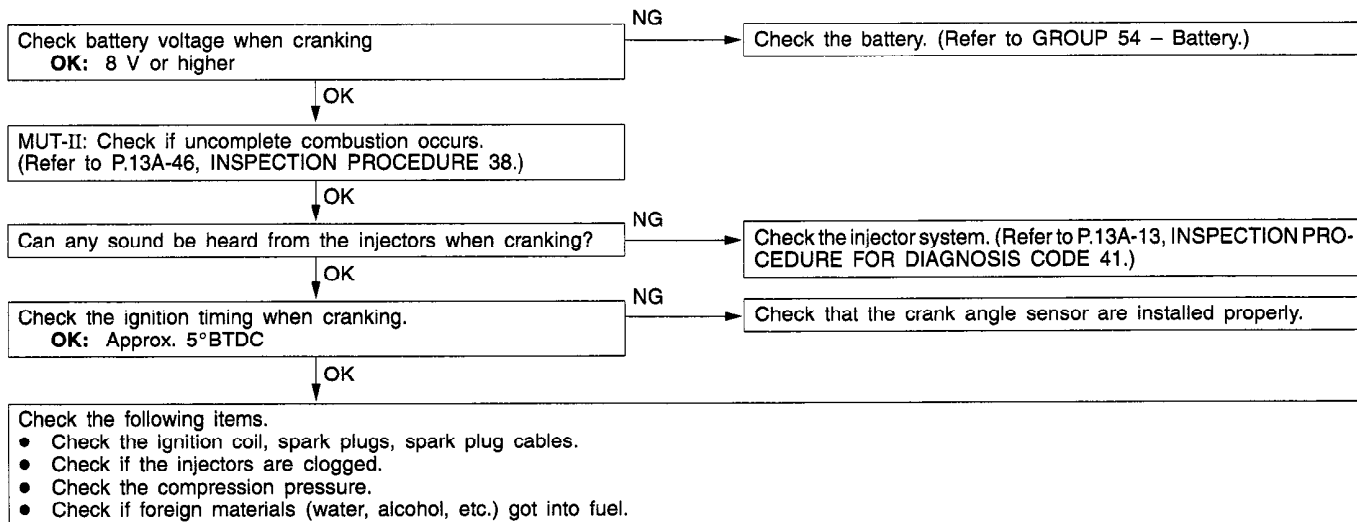 Check battery voltage when cranking
OK: 8 V or higher
NG
Check the battery. (Refer to GROUP 54 – Battery.)
OK
MUT-II: Check if uncomplete combustion occurs.
(Refer to P.13A-46, INSPECTION PROCEDURE 38.)
OK
Can any sound be heard from the injectors when cranking?
NG
Check the injector system. (Refer to P.13A-13, INSPECTION PRO-
CEDURE FOR DIAGNOSIS CODE 41.)
OK
Check the ignition timing when cranking.
OK: Approx. 5°BTDC
NG
Check that the crank angle sensor are installed properly.
OK
Check the following items.
● Check the ignition coil, spark plugs, spark plug cables.
● Check if the injectors are clogged.
● Check the compression pressure.
● Check if foreign materials (water, alcohol, etc.) got into fuel.